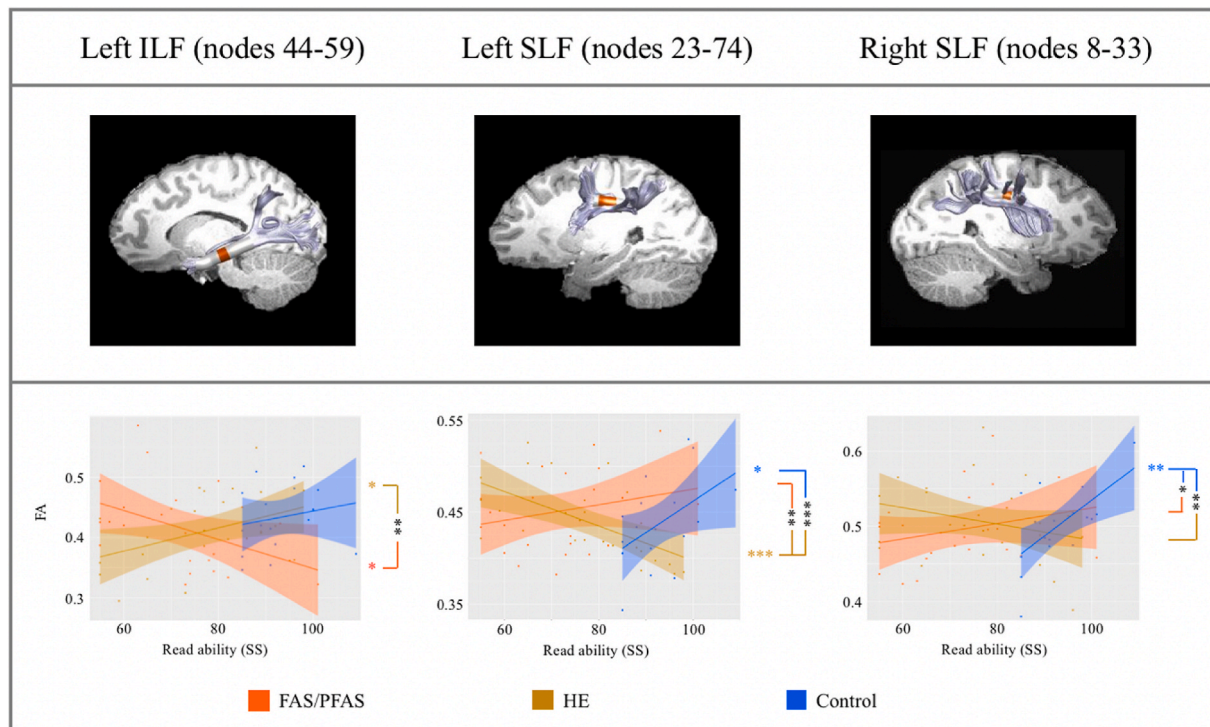 Left ILF (nodes 44-59)
Left SLF (nodes 23-74)
Right SLF (nodes 8-33)
FA
0.5
0.4
0.3
60
80
100
Read ability (SS)
*
**
*
0.55
0.45
0.35
60
80
100
Read ability (SS)
*
**
***
***
0.6
0.5
0.4
60
80
100
Read ability (SS)
**
*
**
FAS/PFAS
HE
Control